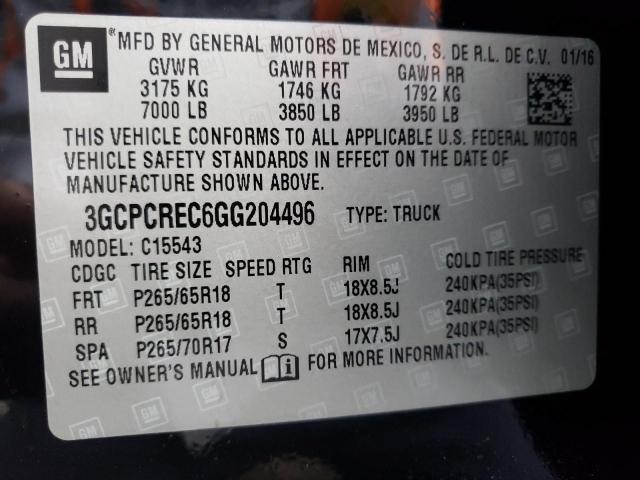 GM ® MFD BY GENERAL MOTORS DE MEXICO, S. DE R.L. DE C.V. 01/16
GVWR GAWR FRT GAWR RR
3175 KG 1746 KG 1792 KG
7000 LB 3850 LB 3950 LB
THIS VEHICLE CONFORMS TO ALL APPLICABLE U.S. FEDERAL MOTOR
VEHICLE SAFETY STANDARDS IN EFFECT ON THE DATE OF
MANUFACTURE SHOWN ABOVE.
3GCPCREC6GG204496 TYPE: TRUCK
MODEL: C15543
CDGC TIRE SIZE SPEED RTG RIM COLD TIRE PRESSURE
FRT P265/65R18 T 18X8.5J 240KPA(35PSI)
RR P265/65R18 T 18X8.5J 240KPA(35PSI)
SPA P265/70R17 S 17X7.5J 240KPA(35PSI)
SEE OWNER'S MANUAL i FOR MORE INFORMATION.